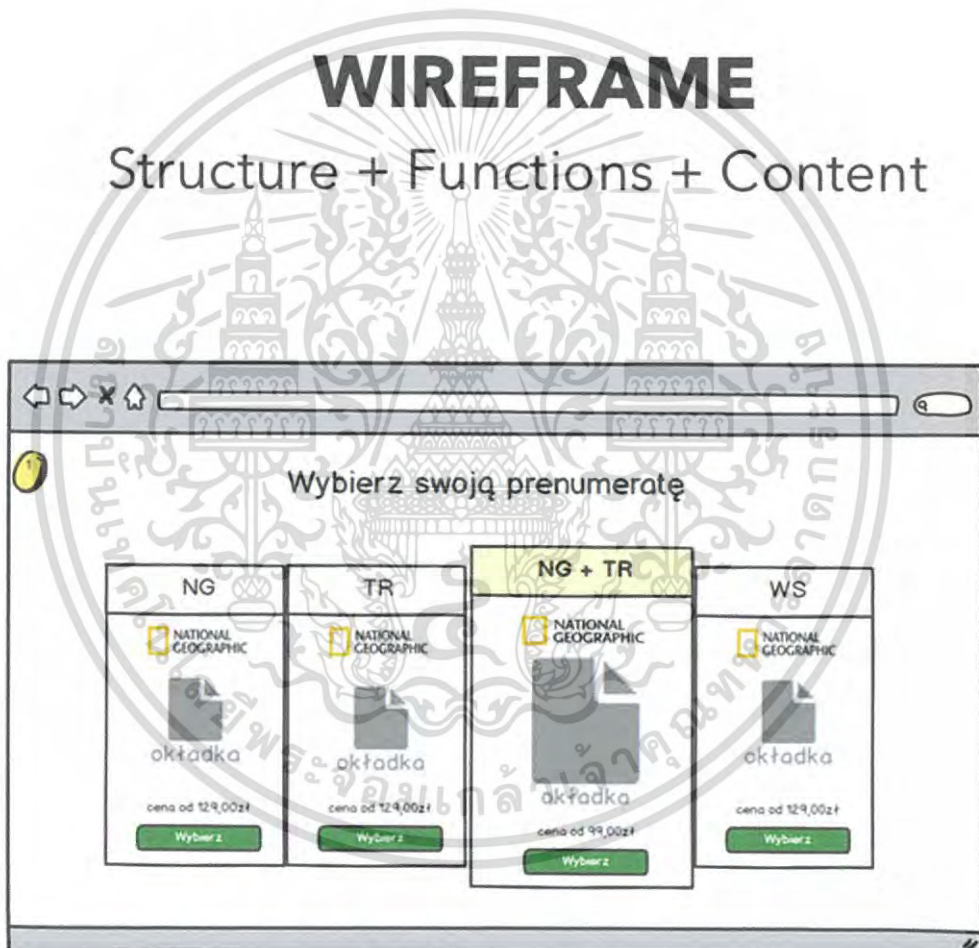 WIREFRAME
Structure + Functions + Content
Wybierz swoją prenumeratę
NG
NATIONAL
GEOGRAPHIC
okładka
cena od 129,00zł
Wybierz
TR
NATIONAL
GEOGRAPHIC
okładka
cena od 129,00zł
Wybierz
NG + TR
NATIONAL
GEOGRAPHIC
okładka
cena od 99,00zł
Wybierz
WS
NATIONAL
GEOGRAPHIC
okładka
cena od 129,00zł
Wybierz